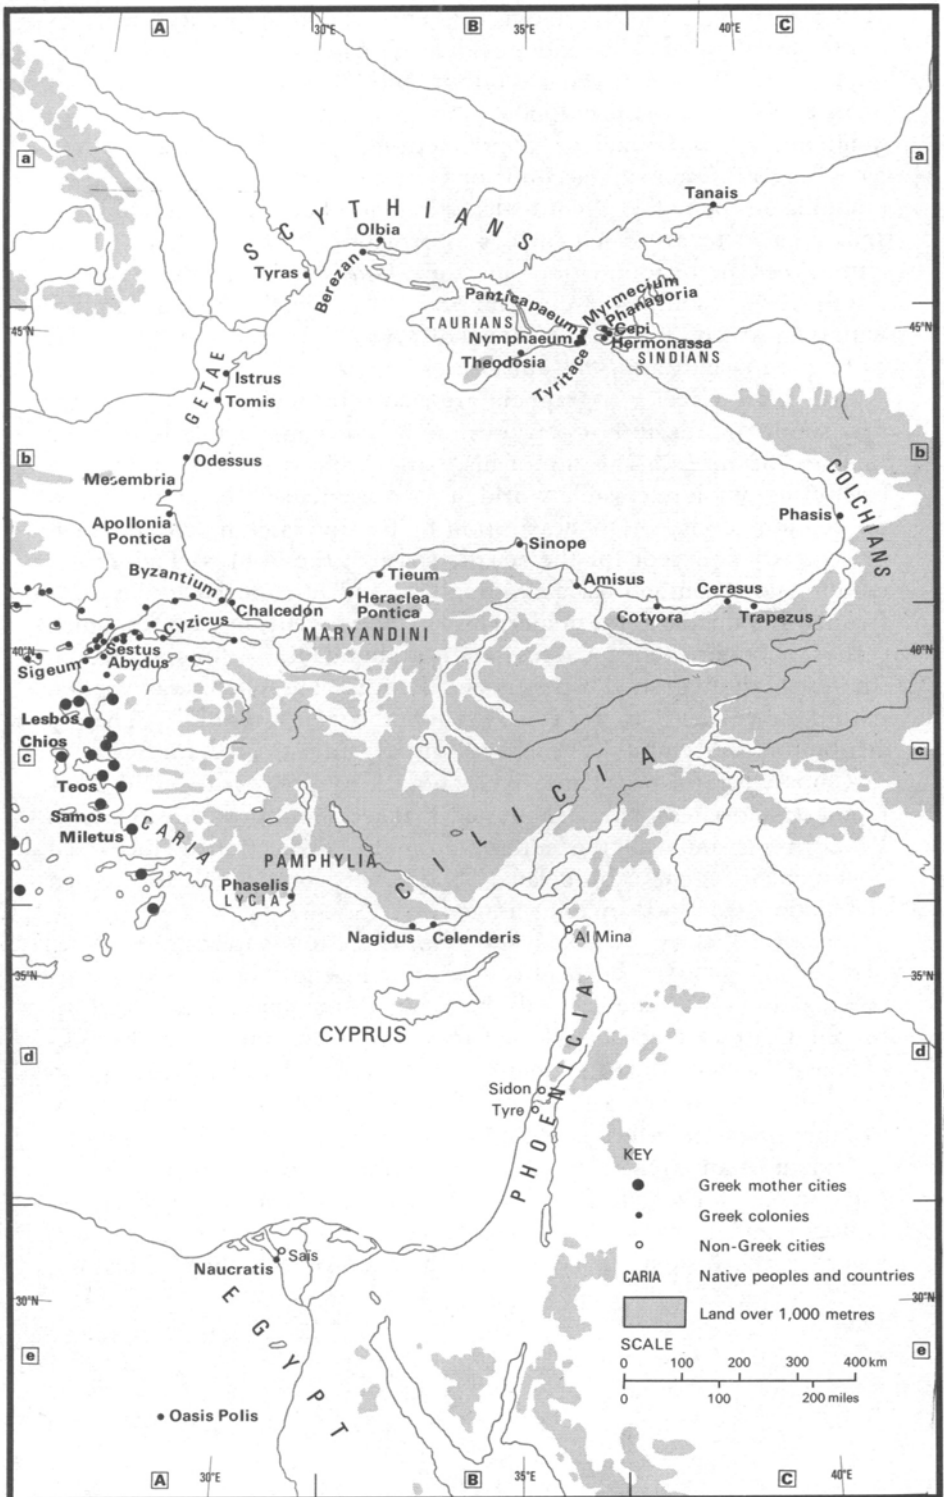 A
B
C
30°E
35°E
40°E
a
a
Tanais
SCYTHIANS
Olbia
Tyras
Berezan
Panticapaeum
Myrmecium
Phanagoria
45°N
45°N
TAURIANS
Cepi
Nymphaeum
Hermonassa
SINDIANS
Theodosia
Tyritace
GETAE
Istrus
Tomis
b
b
Odessus
COLCHIANS
Mesembria
Phasis
Apollonia
Pontica
Sinope
Byzantium
Tieum
Amisus
Cerasus
Heraclea
Pontica
Chalcedon
Cotyora
Trapezus
Cyzicus
MARYANDINI
40°N
40°N
Sestus
Sigeum
Abydus
Lesbos
Chios
c
c
Teos
Samos
Miletus
CARIA
CILICIA
PAMPHYLIA
Phaselis
LYCIA
Nagidus
Celenderis
Al Mina
35°N
35°N
CYPRUS
d
d
PHOENICIA
Sidon
Tyre
KEY
Greek mother cities
Greek colonies
Saïs
Non-Greek cities
Naucratis
CARIA Native peoples and countries
30°N
30°N
EGYPT
Land over 1,000 metres
SCALE
e
e
0 100 200 300 400 km
0 100 200 miles
Oasis Polis
A
B
C
30°E
35°E
40°E